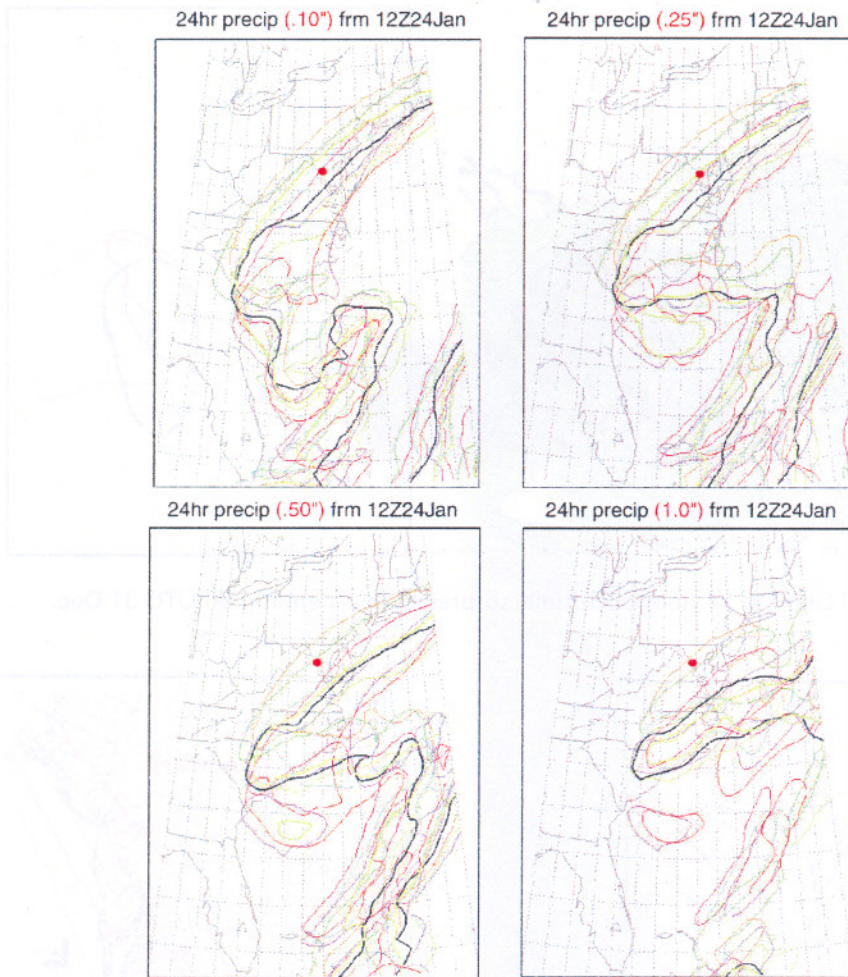 24hr precip (.10") frm 12Z24Jan
24hr precip (.25") frm 12Z24Jan
24hr precip (.50") frm 12Z24Jan
24hr precip (1.0") frm 12Z24Jan